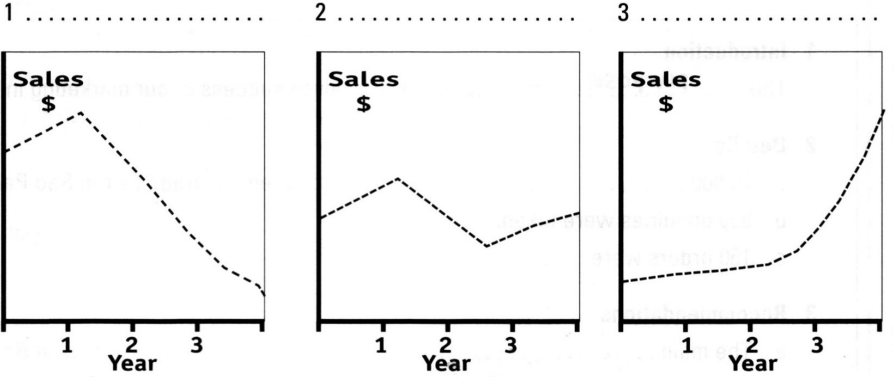 1 ........................
2 ........................
3 ........................
Sales
$
Sales
$
Sales
$
1 2 3
Year
1 2 3
Year
1 2 3
Year